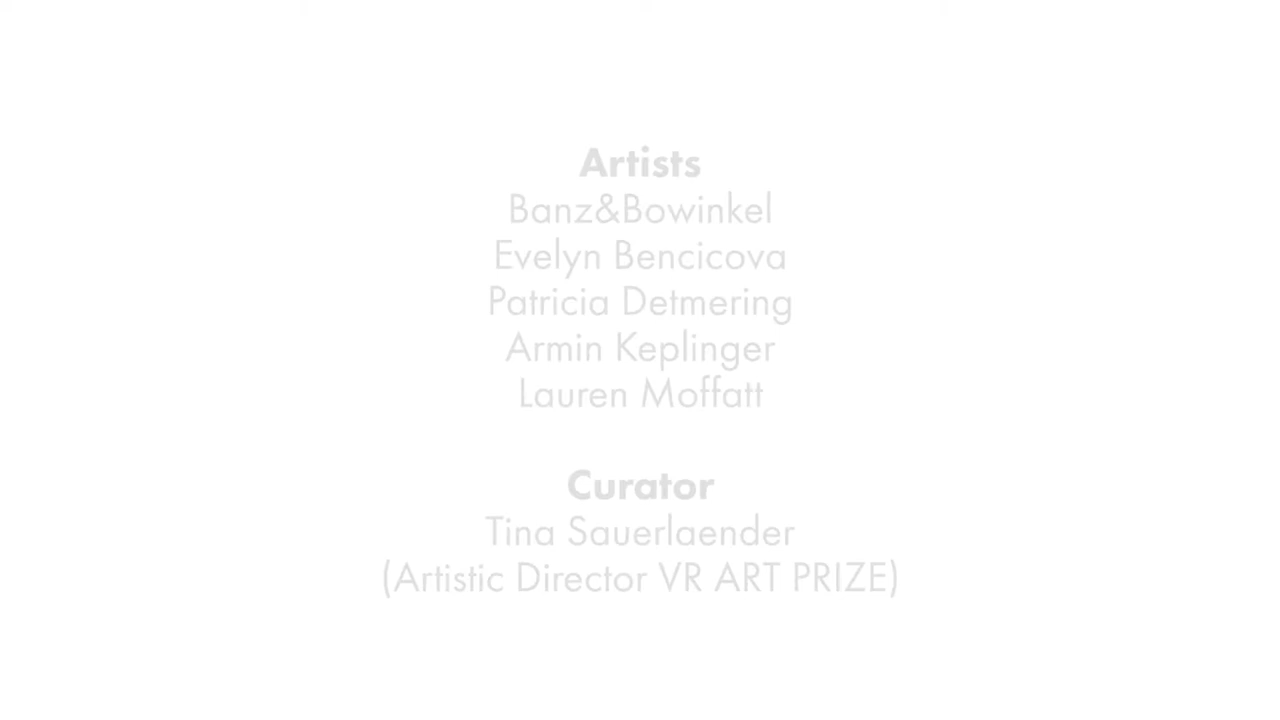 Artists
Banz&Bowinkel
Evelyn Bencicova
Patricia Detmering
Armin Keplinger
Lauren Moffatt
Curator
Tina Sauerlaender
(Artistic Director VR ART PRIZE)